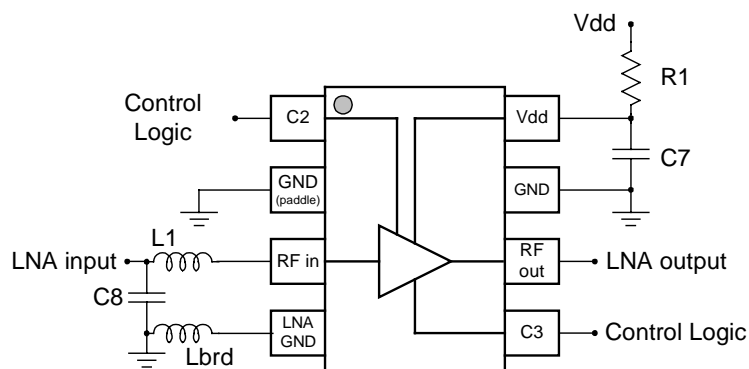 Vdd
R1
Control
Logic
C2
Vdd
C7
GND
(paddle)
GND
L1
LNA input
RF in
RF
out
LNA output
C8
LNA
GND
C3
Control Logic
Lbrd